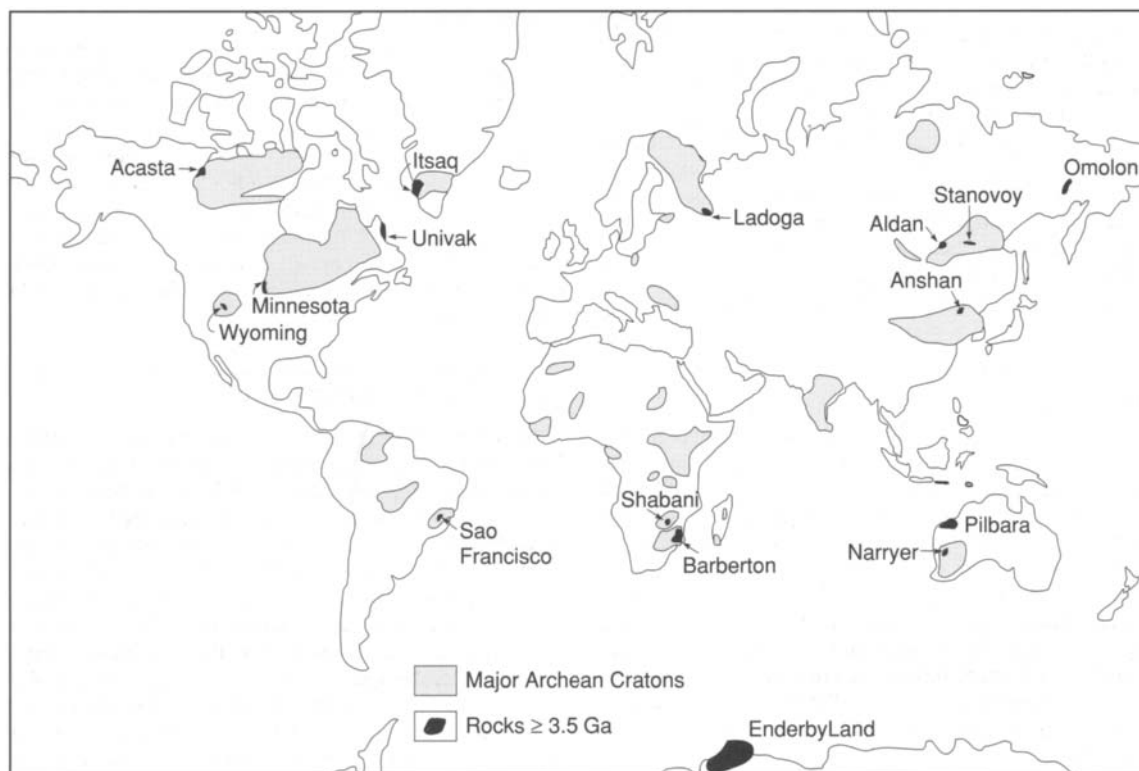 Acasta
Itsaq
Omolon
Stanovoy
Ladoga
Aldan
Univak
Anshan
Minnesota
Wyoming
Shabani
Sao
Francisco
Pilbara
Narryer
Barberton
Major Archean Cratons
Rocks ≥ 3.5 Ga
EnderbyLand